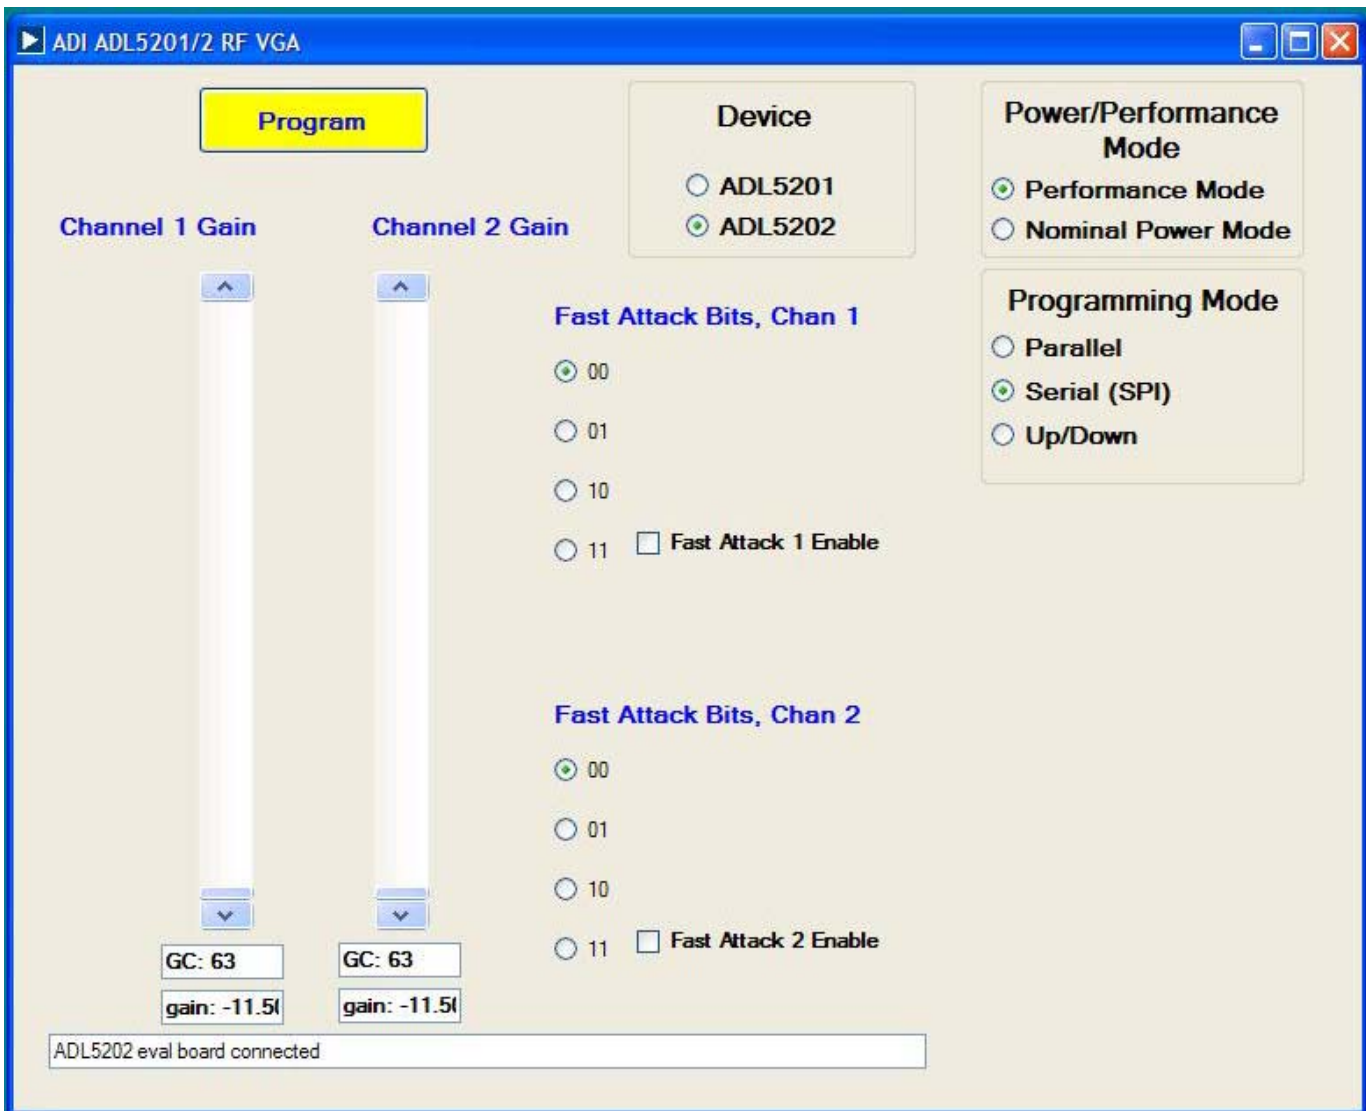 ADI ADL5201/2 RF VGA
Program
Device
ADL5201
ADL5202
Power/Performance
Mode
Performance Mode
Nominal Power Mode
Channel 1 Gain
Channel 2 Gain
Programming Mode
Parallel
Serial (SPI)
Up/Down
Fast Attack Bits, Chan 1
00
01
10
11
Fast Attack 1 Enable
Fast Attack Bits, Chan 2
00
01
10
11
Fast Attack 2 Enable
GC: 63
GC: 63
gain: -11.5
gain: -11.5
ADL5202 eval board connected